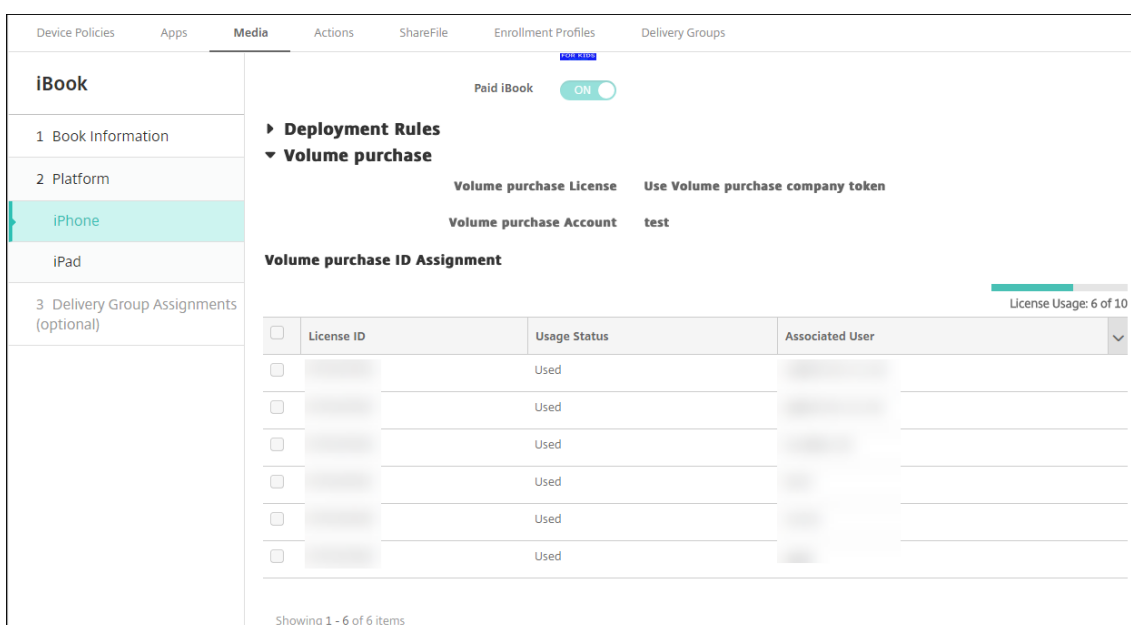 Device Policies Apps Media Actions ShareFile Enrollment Profiles Delivery Groups
FOR KIDS
iBook
Paid iBook ON
1 Book Information
2 Platform
iPhone
iPad
3 Delivery Group Assignments
(optional)
Deployment Rules
Volume purchase
Volume purchase License Use Volume purchase company token
Volume purchase Account test
Volume purchase ID Assignment
License Usage: 6 of 10
License ID Usage Status Associated User
Used
Used
Used
Used
Used
Used
Showing 1 - 6 of 6 items